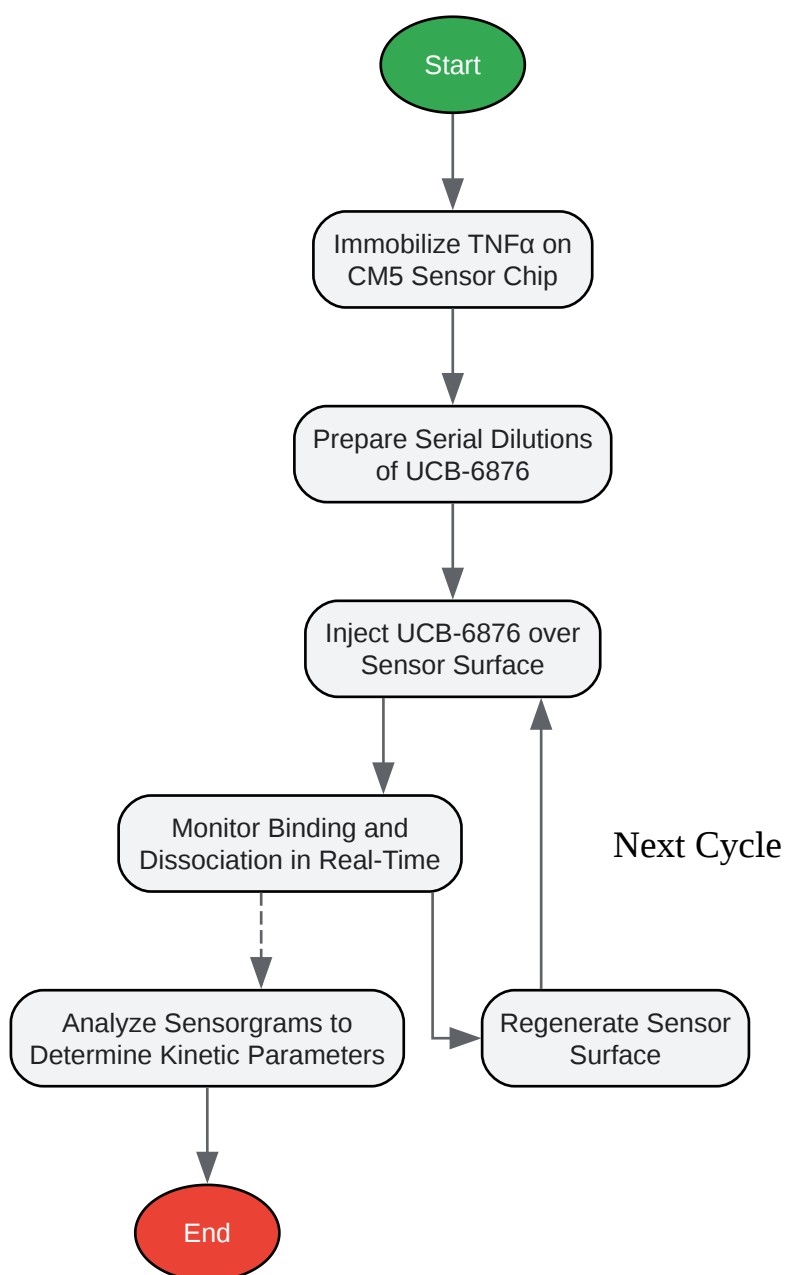 Start
Immobilize TNFα on
CM5 Sensor Chip
Prepare Serial Dilutions
of UCB-6876
Inject UCB-6876 over
Sensor Surface
Monitor Binding and
Dissociation in Real-Time
Next Cycle
Analyze Sensorgrams to
Determine Kinetic Parameters
Regenerate Sensor
Surface
End